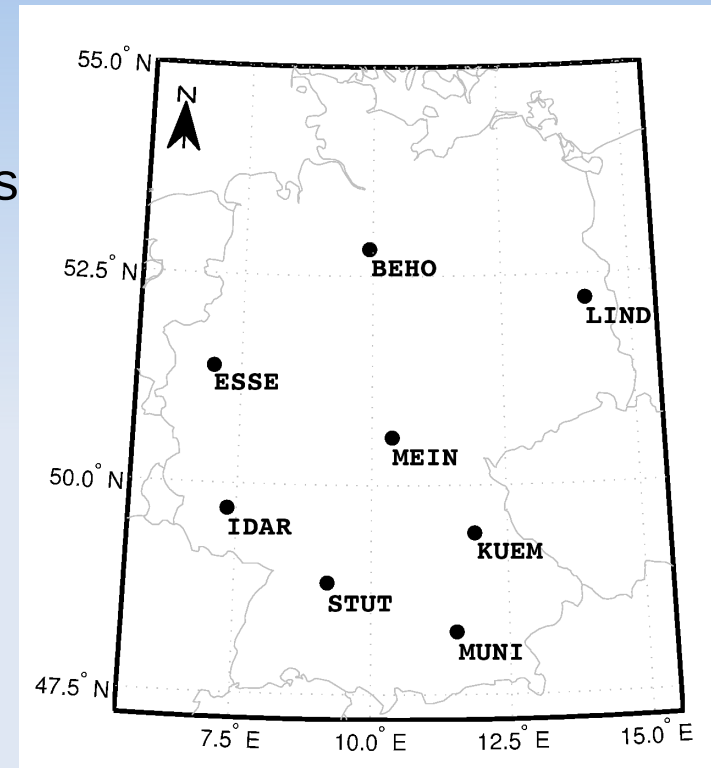 55.0° N
N
s
BEHO
52.5° N
LIND
ESSE
MEIN
50.0° N
IDAR
KUEM
STUT
MUNI
47.5° N
7.5° E 10.0° E 12.5° E 15.0° E